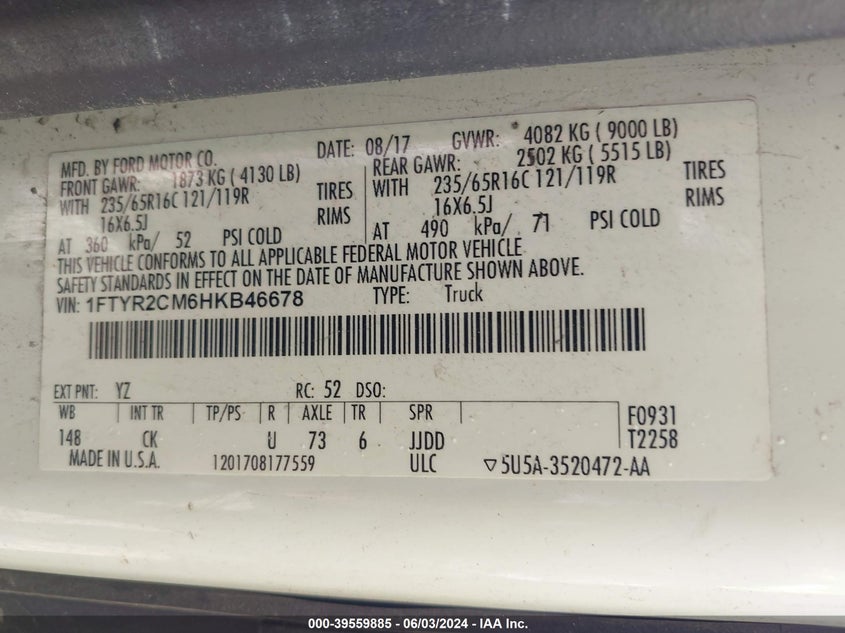 MFD. BY FORD MOTOR CO. DATE: 08/17 GVWR: 4082 KG ( 9000 LB)
FRONT GAWR: 1873 KG ( 4130 LB) REAR GAWR: 2502 KG ( 5515 LB)
WITH 235/65R16C 121/119R TIRES WITH 235/65R16C 121/119R TIRES
16X6.5J RIMS 16X6.5J RIMS
AT 360 kPa/ 52 PSI COLD AT 490 kPa/ 71 PSI COLD
THIS VEHICLE CONFORMS TO ALL APPLICABLE FEDERAL MOTOR VEHICLE
SAFETY STANDARDS IN EFFECT ON THE DATE OF MANUFACTURE SHOWN ABOVE.
VIN: 1FTYR2CM6HKB46678 TYPE: Truck
EXT PNT: YZ RC: 52 DSO:
WB INT TR TP/PS R AXLE TR SPR F0931
148 CK U 73 6 JJDD T2258
MADE IN U.S.A. 1201708177559 ULC ▽5U5A-3520472-AA
000-39559885 - 06/03/2024 - IAA Inc.